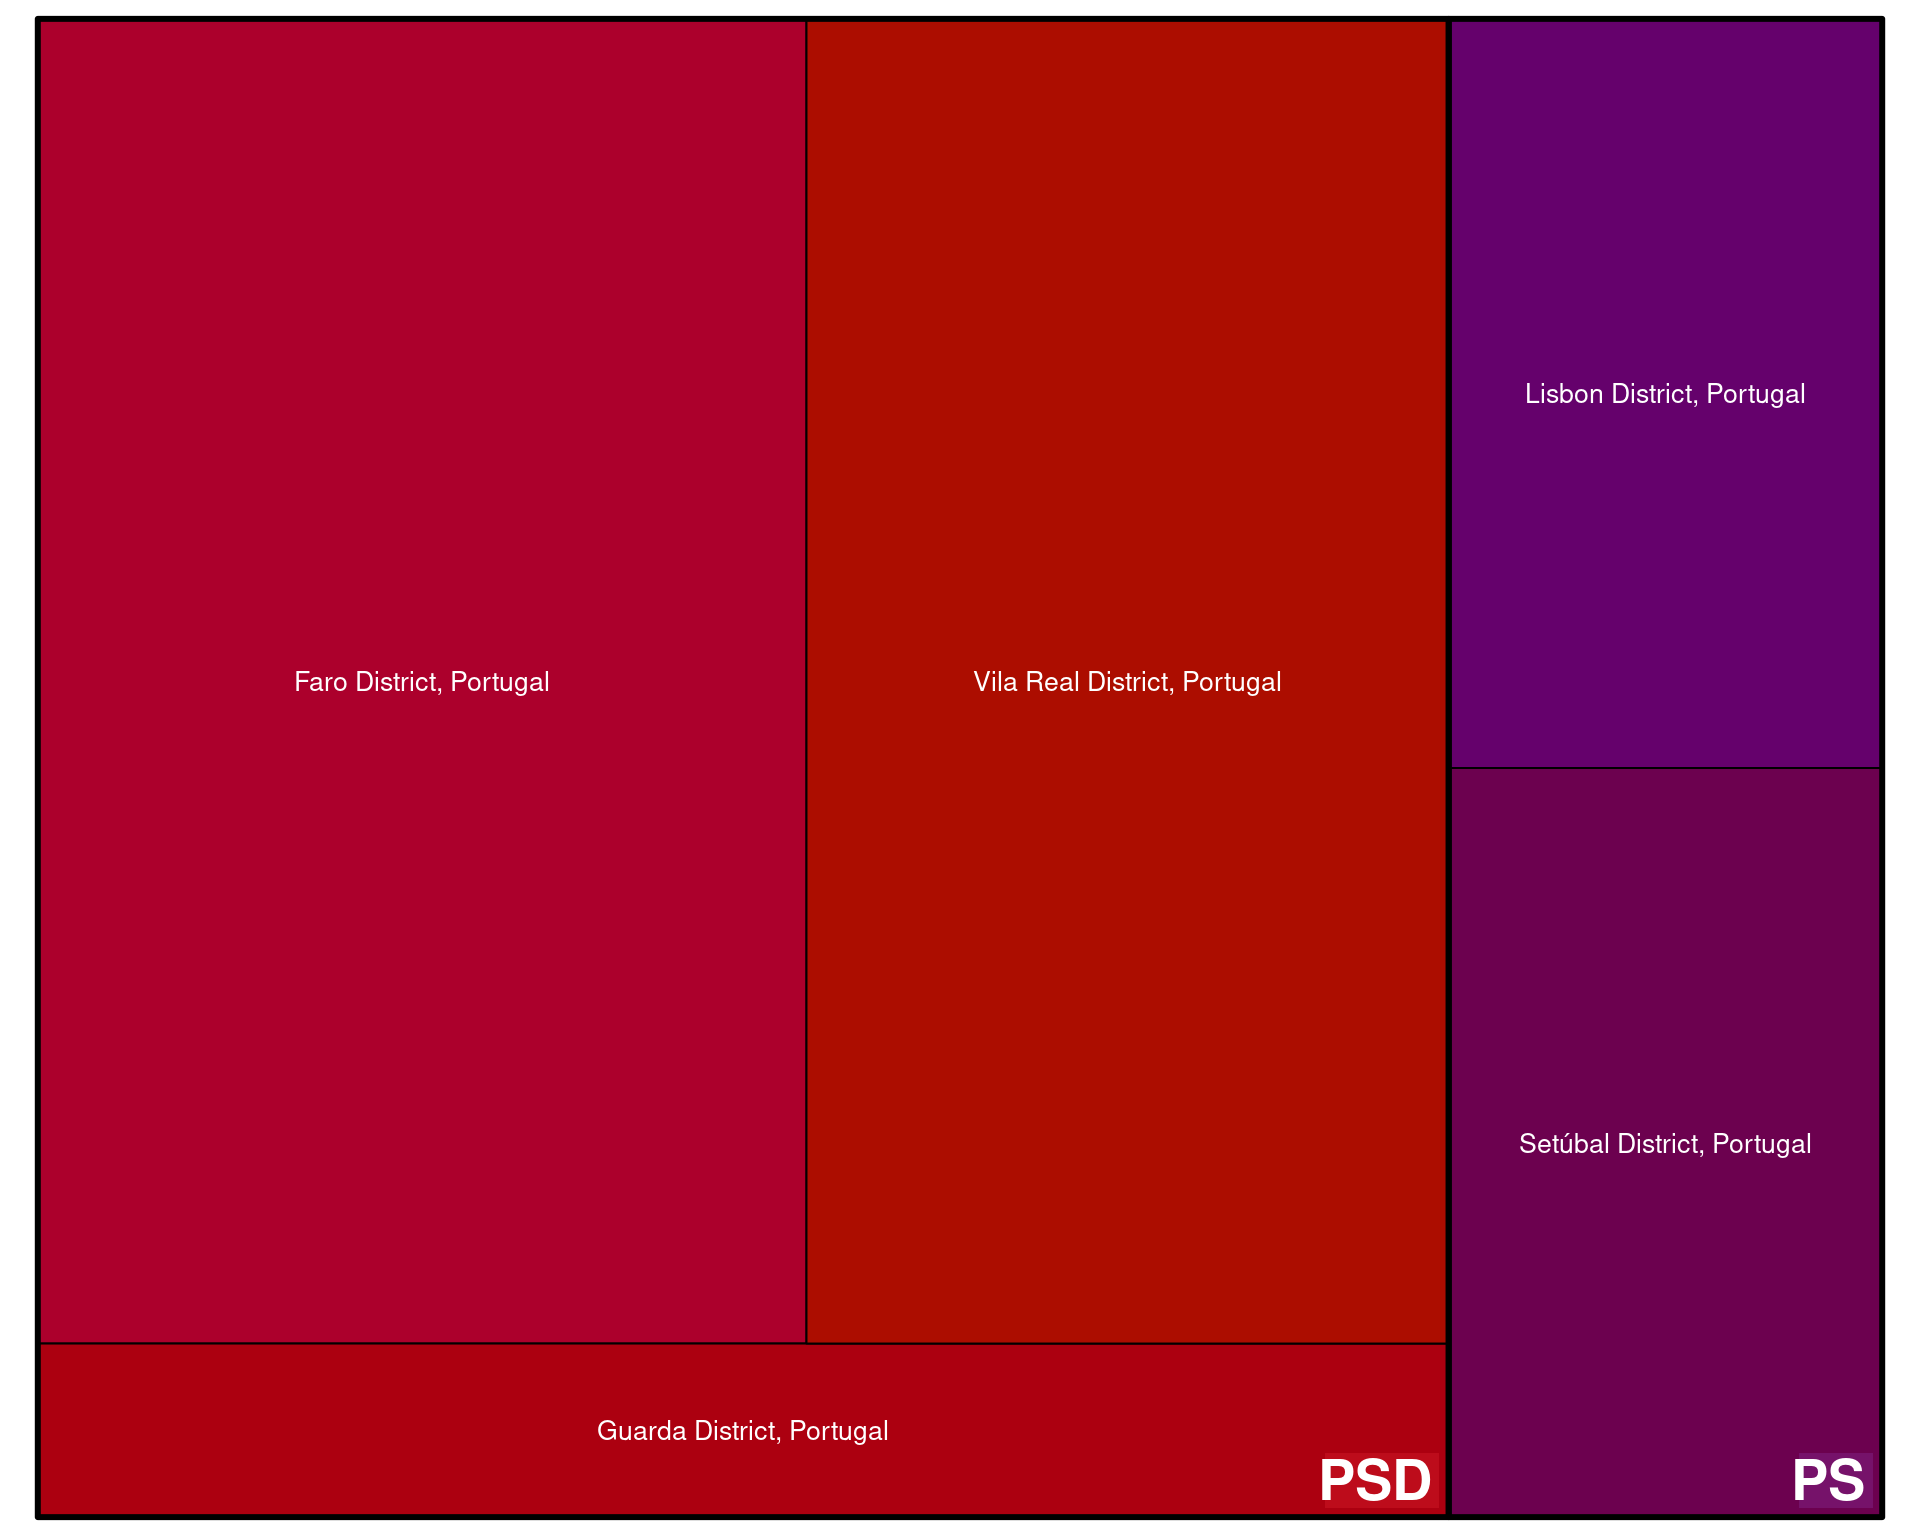 Faro District, Portugal
Vila Real District, Portugal
Lisbon District, Portugal
Setúbal District, Portugal
Guarda District, Portugal
PSD
PS